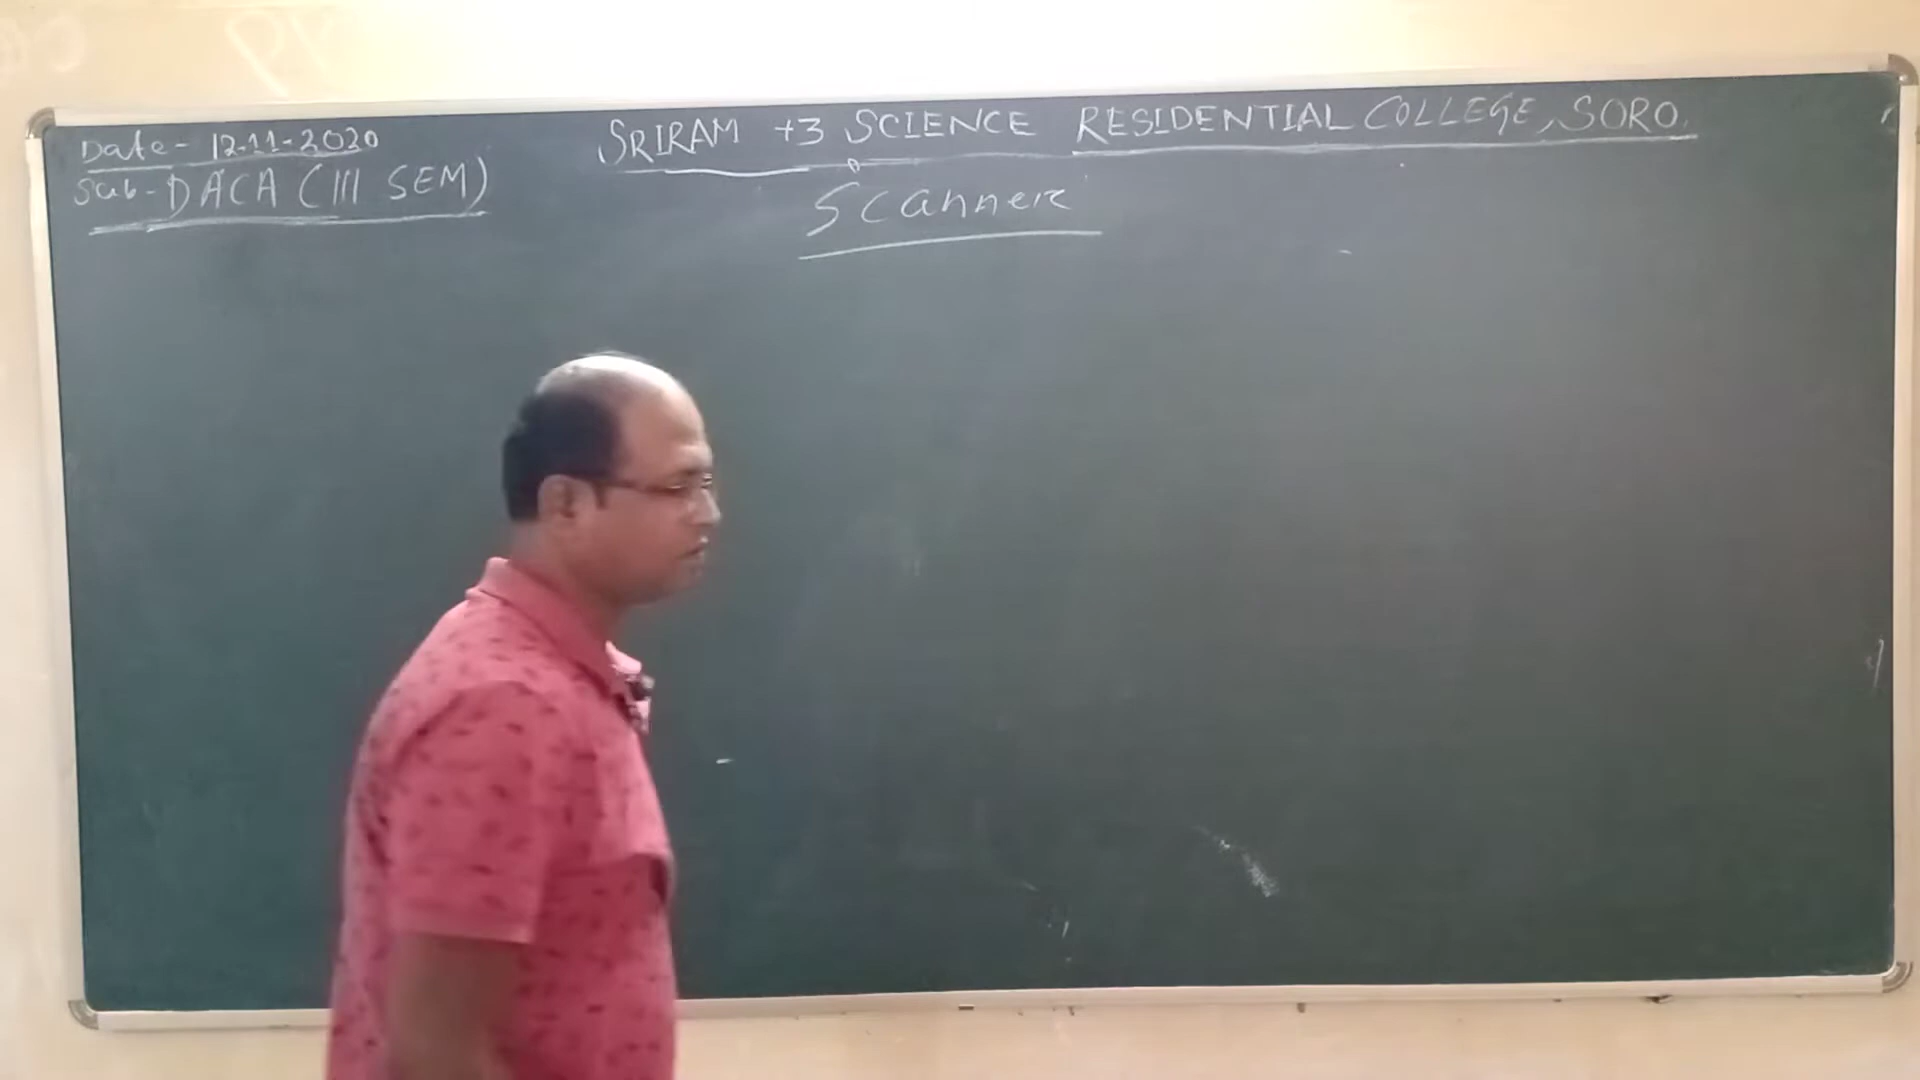 Date- 12-11-2020
SRIRAM +3 SCIENCE RESIDENTIAL COLLEGE, SORO.
Sub- DACA (III SEM)
Scanner